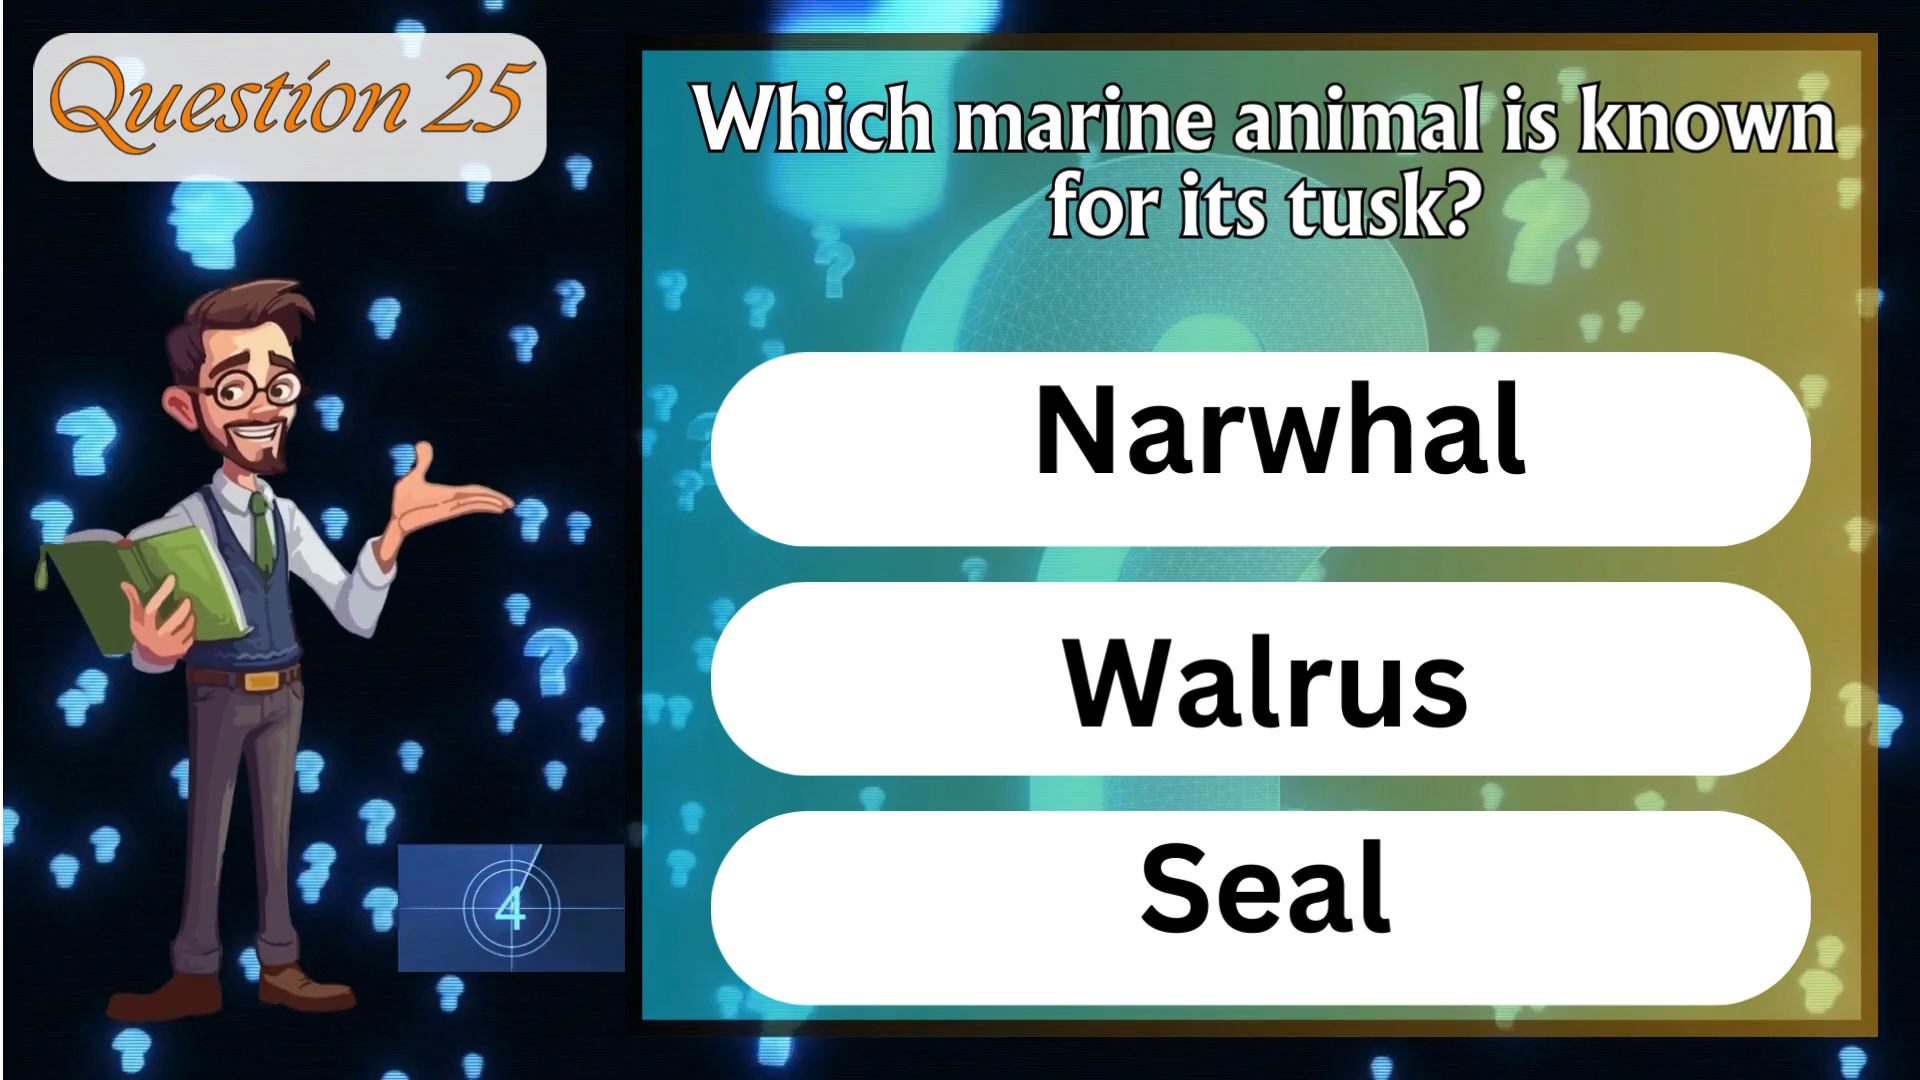 Question 25
Which marine animal is known
for its tusk?
Narwhal
Walrus
Seal
4